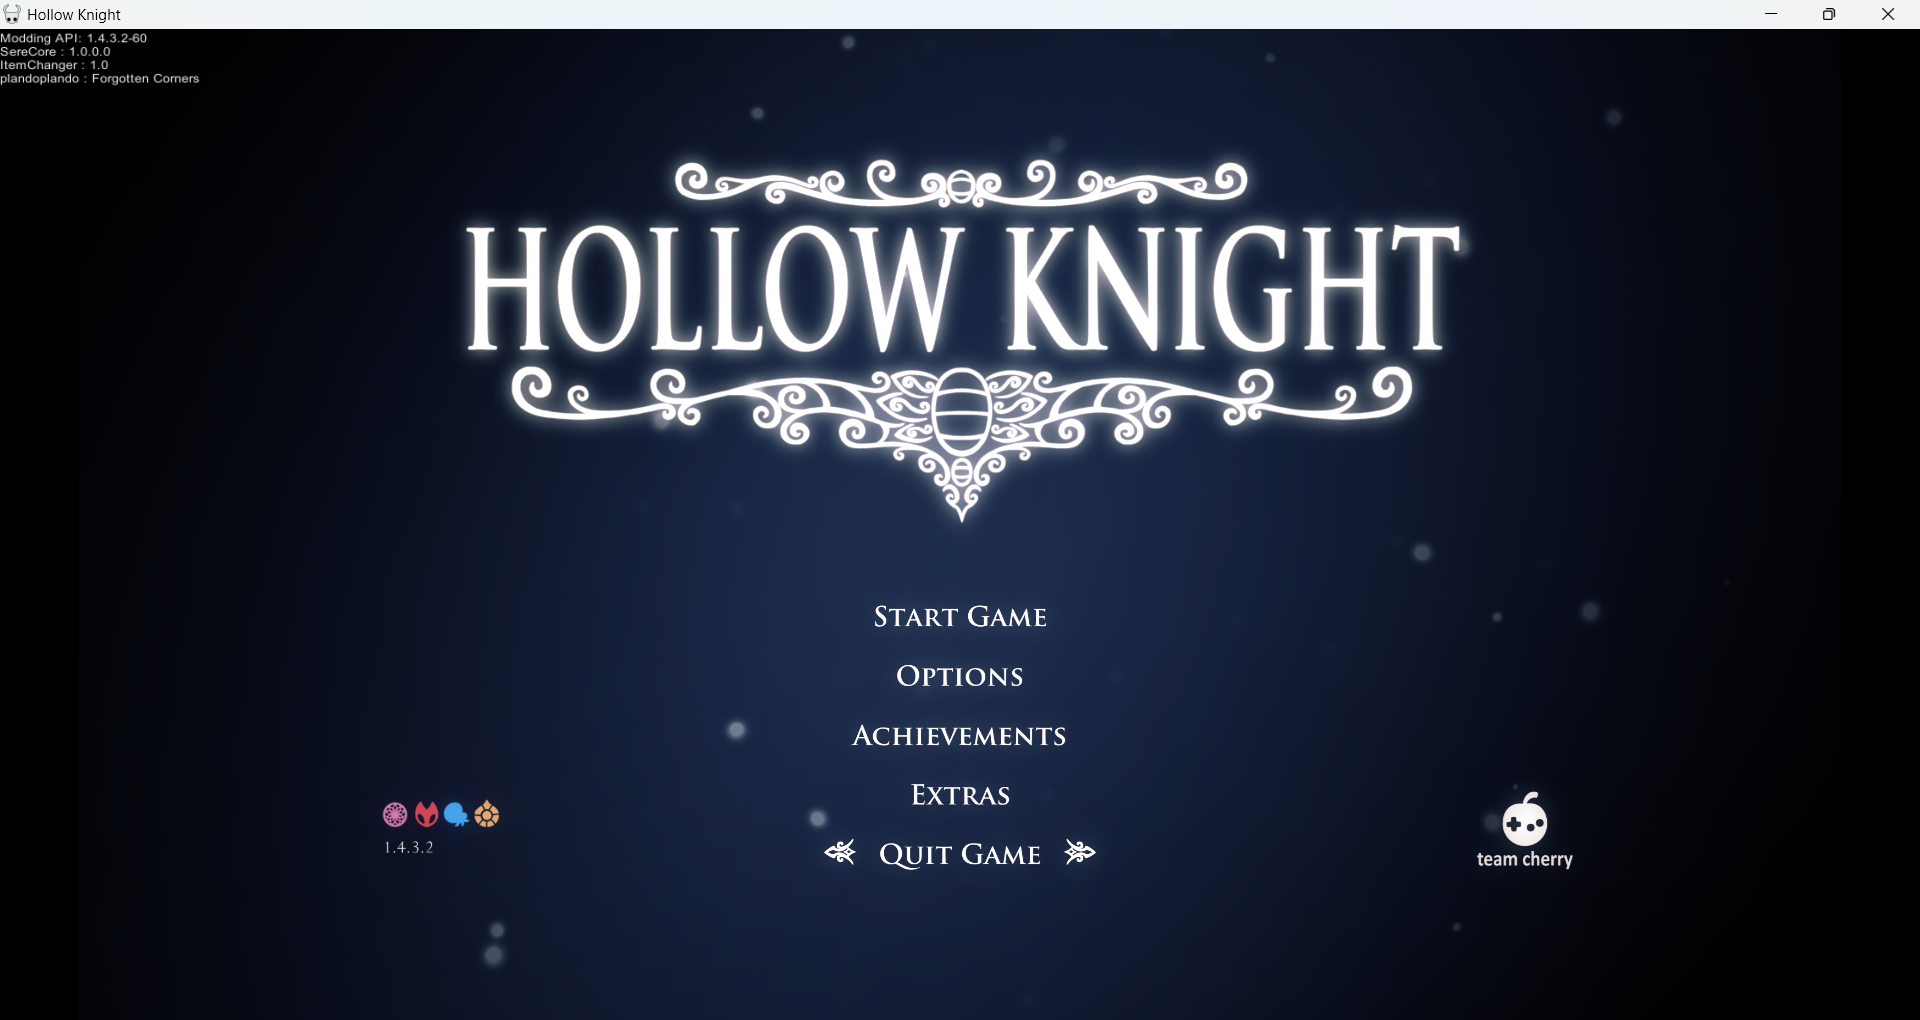 Hollow Knight
Modding API: 1.4.3.2-60
SereCore : 1.0.0.0
ItemChanger : 1.0
plandoplando : Forgotten Corners
HOLLOW KNIGHT
START GAME
OPTIONS
ACHIEVEMENTS
EXTRAS
QUIT GAME
1.4.3.2
team cherry